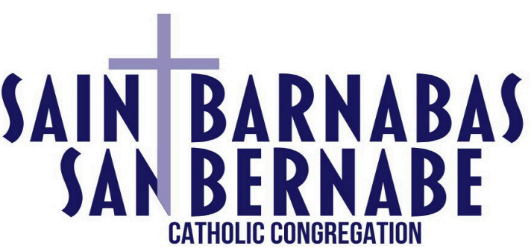 SAINT BARNABAS
SAN BERNABE
CATHOLIC CONGREGATION